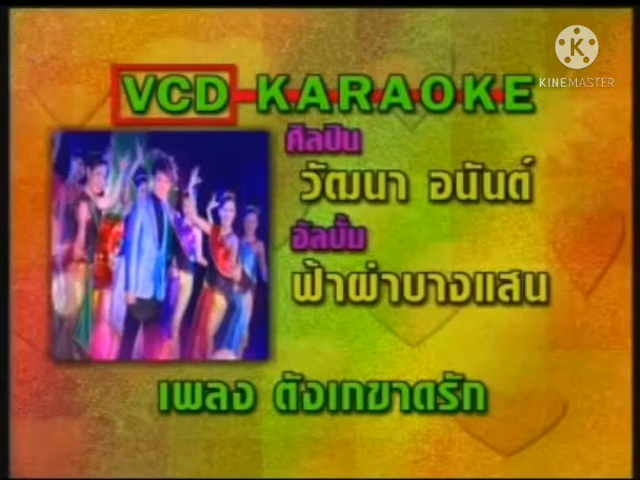 KINEMASTER
VCD KARAOKE
ศิลปิน
วัฒนา อนันต์
อัลบั้ม
ฟ้าผ่าบางแสน
เพลง ตังเกขาดรัก